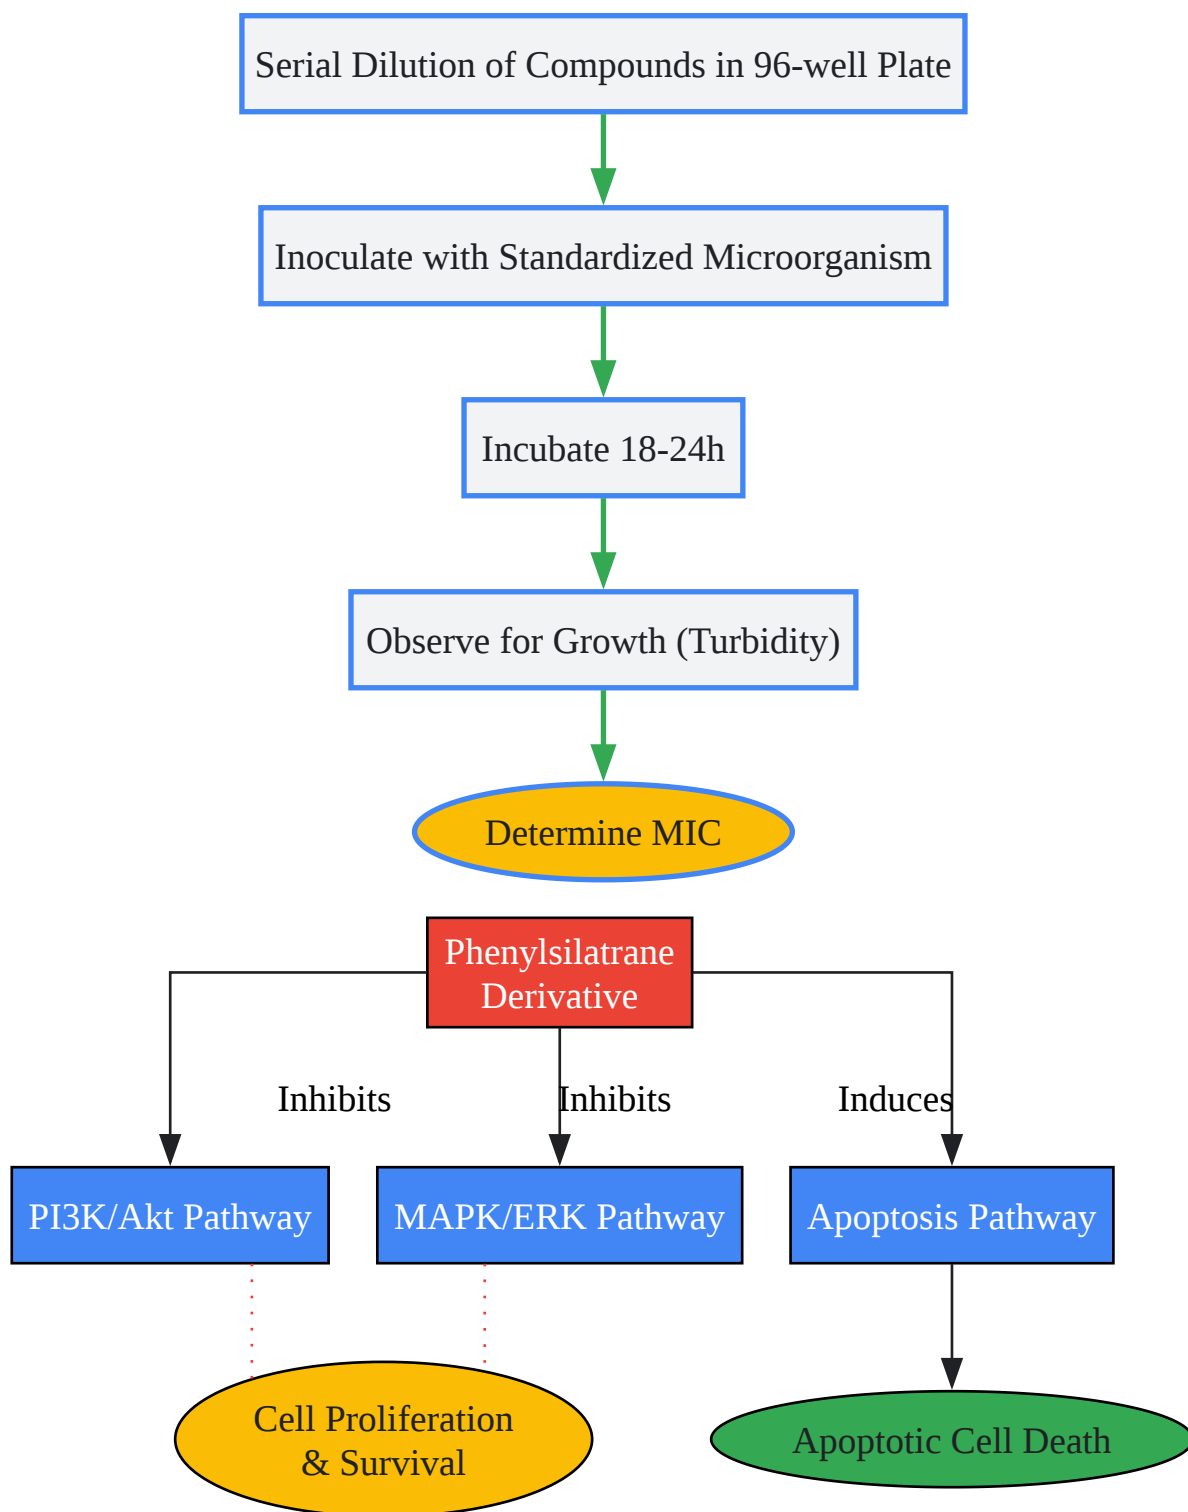 Serial Dilution of Compounds in 96-well Plate
Inoculate with Standardized Microorganism
Incubate 18-24h
Observe for Growth (Turbidity)
Determine MIC
Phenylsilatrane
Derivative
Inhibits
Inhibits
Induces
PI3K/Akt Pathway
MAPK/ERK Pathway
Apoptosis Pathway
Cell Proliferation
& Survival
Apoptotic Cell Death